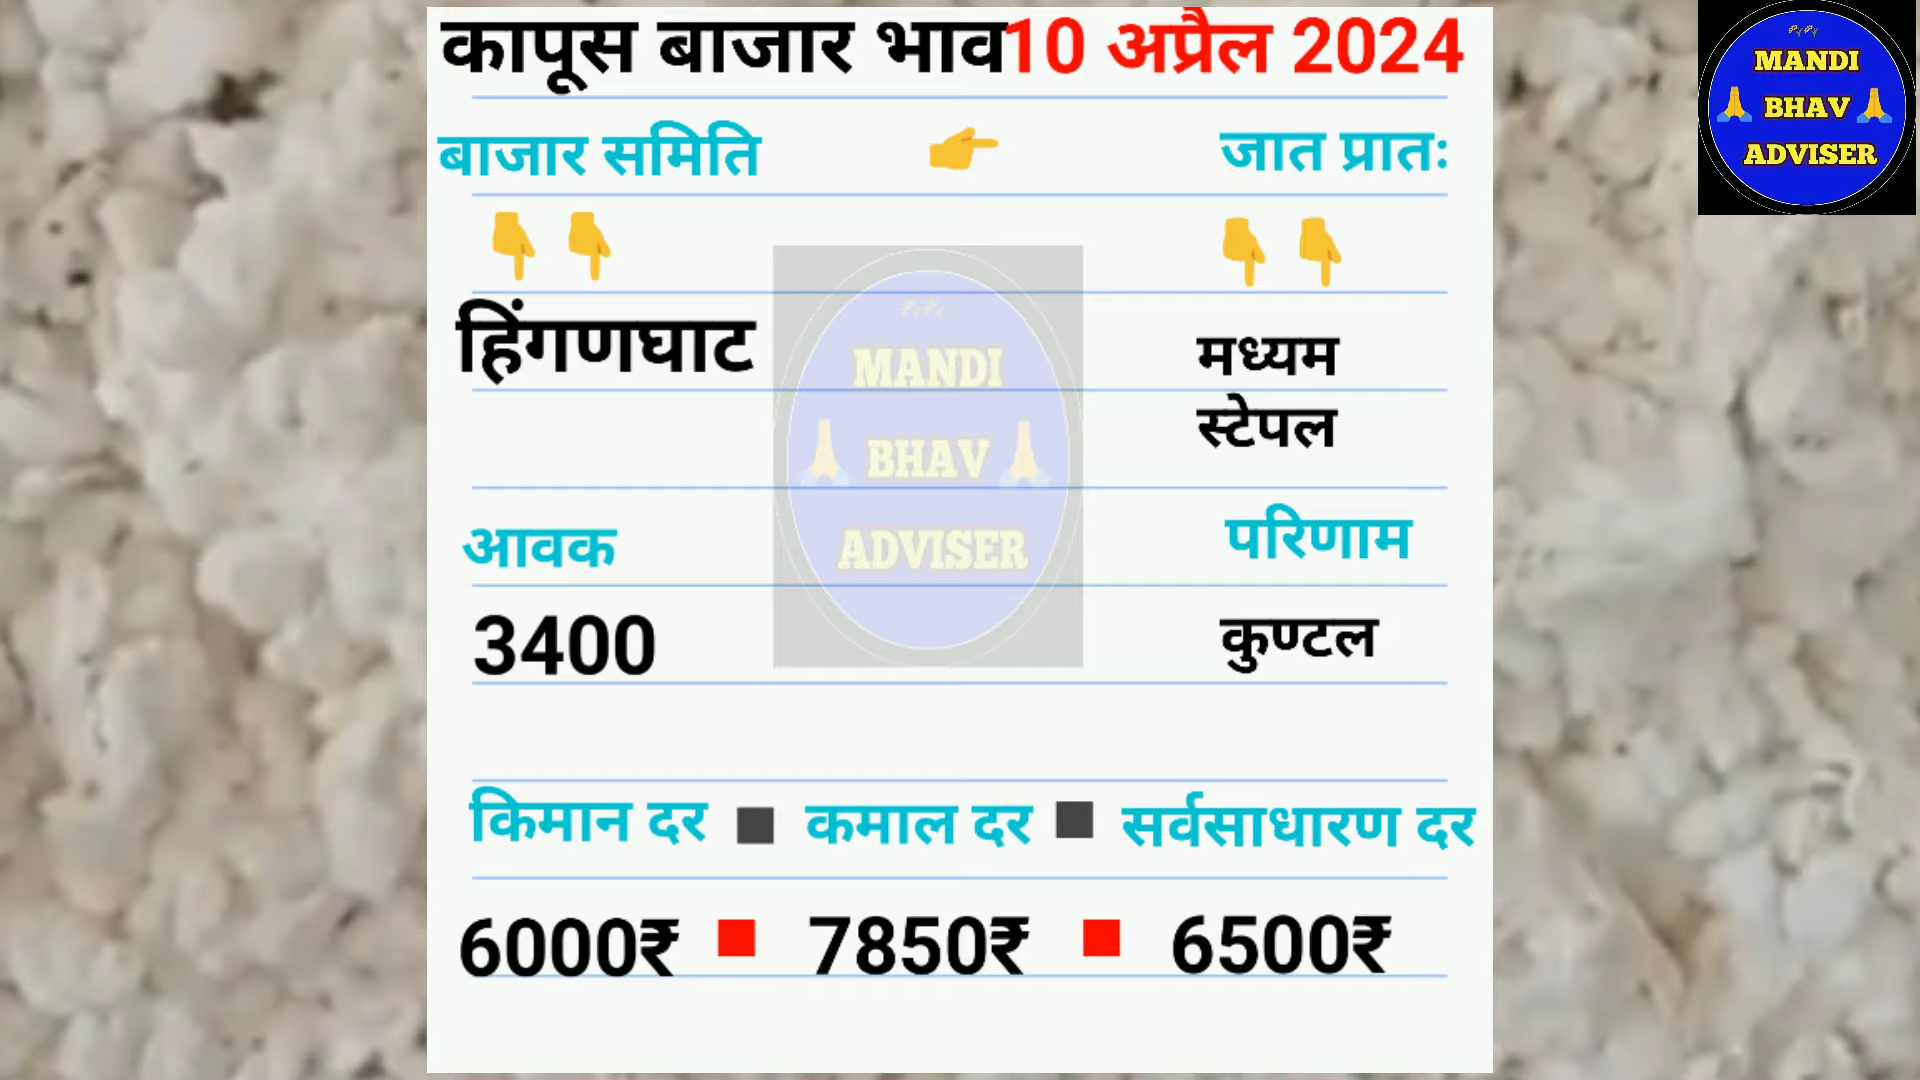 कापूस बाजार भाव 10 अप्रैल 2024
बाजार समिति 👉 जात प्रातः
👇 👇 👇 👇
हिंगणघाट मध्यम
स्टेपल
आवक परिणाम
3400 कुण्टल
किमान दर ◾ कमाल दर ◾ सर्वसाधारण दर
6000₹ 🟥 7850₹ 🟥 6500₹
MANDI
🙏 BHAV 🙏
ADVISER
MANDI
🙏 BHAV 🙏
ADVISER